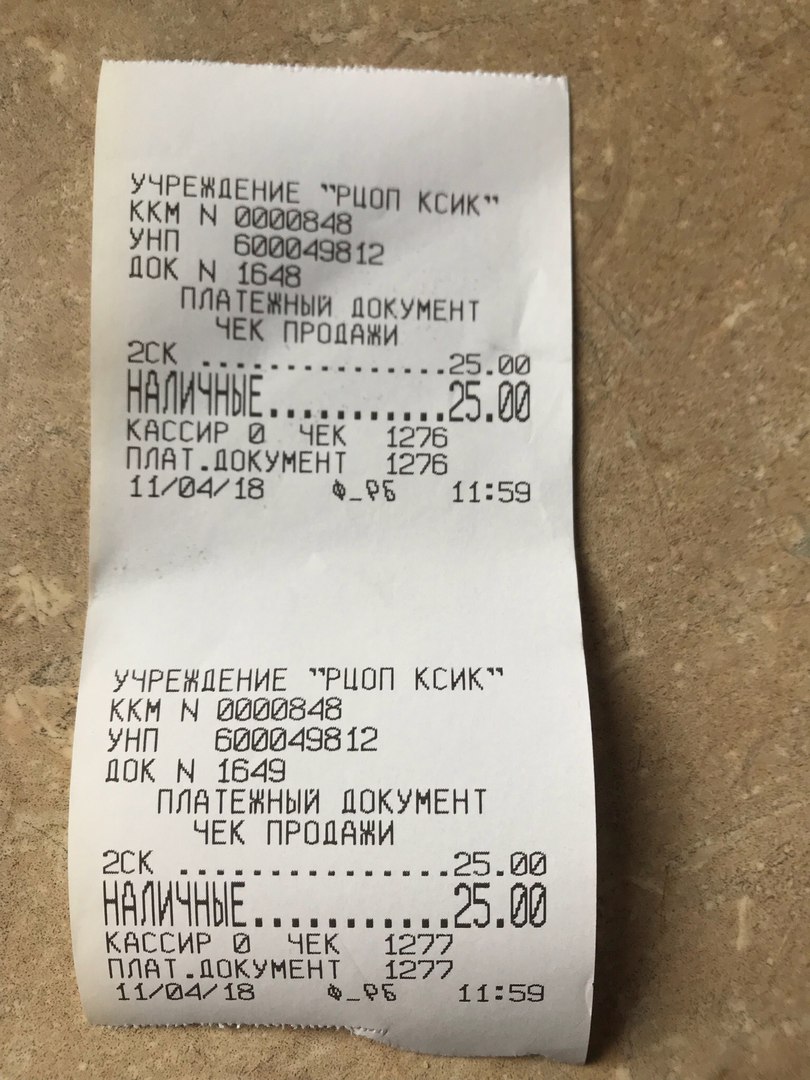 УЧРЕЖДЕНИЕ "РЦОП КСИК"
ККМ N 0000848
УНП 600049812
ДОК N 1648
ПЛАТЕЖНЫЙ ДОКУМЕНТ
ЧЕК ПРОДАЖИ
2СК ................25.00
НАЛИЧНЫЕ...........25.00
КАССИР 0 ЧЕК 1276
ПЛАТ.ДОКУМЕНТ 1276
11/04/18 Ф_РБ 11:59
УЧРЕЖДЕНИЕ "РЦОП КСИК"
ККМ N 0000848
УНП 600049812
ДОК N 1649
ПЛАТЕЖНЫЙ ДОКУМЕНТ
ЧЕК ПРОДАЖИ
2СК ................25.00
НАЛИЧНЫЕ...........25.00
КАССИР 0 ЧЕК 1277
ПЛАТ.ДОКУМЕНТ 1277
11/04/18 Ф_РБ 11:59